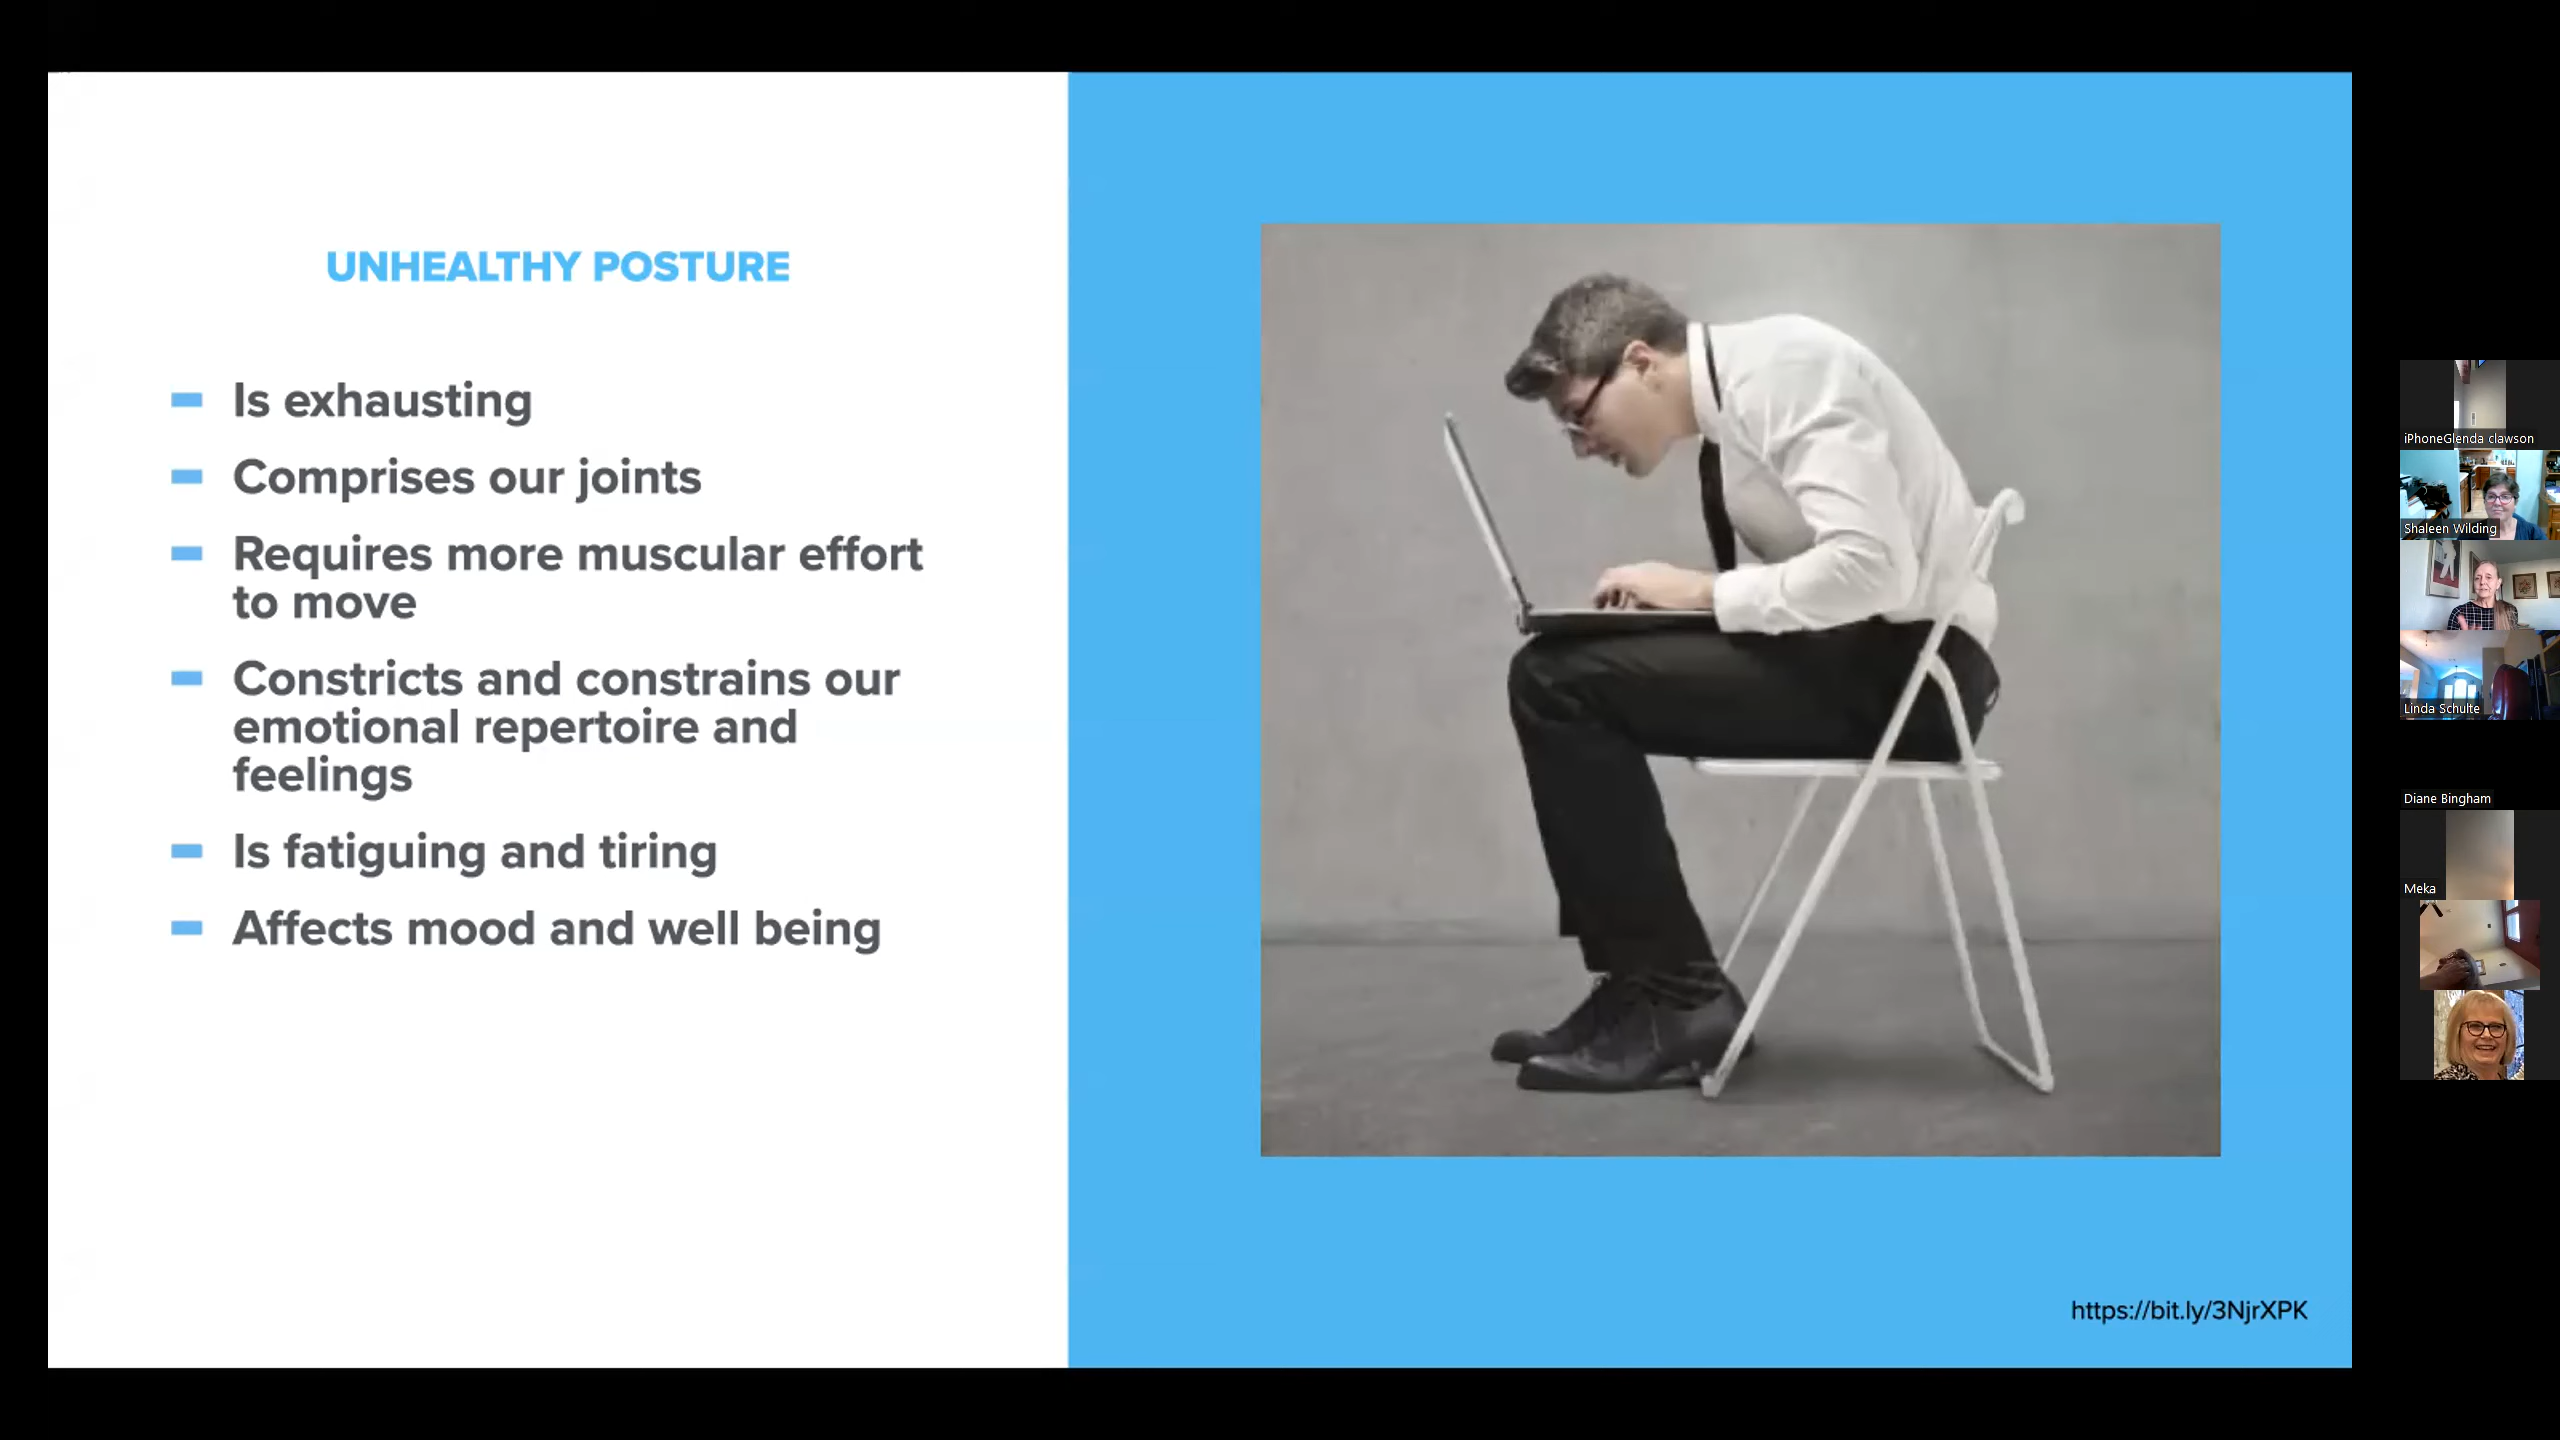 UNHEALTHY POSTURE
Is exhausting
Comprises our joints
Requires more muscular effort
to move
Constricts and constrains our
emotional repertoire and
feelings
Is fatiguing and tiring
Affects mood and well being
https://bit.ly/3NjrXPK
iPhoneGlenda clawson
Shaleen Wilding
Linda Schulte
Diane Bingham
Meka